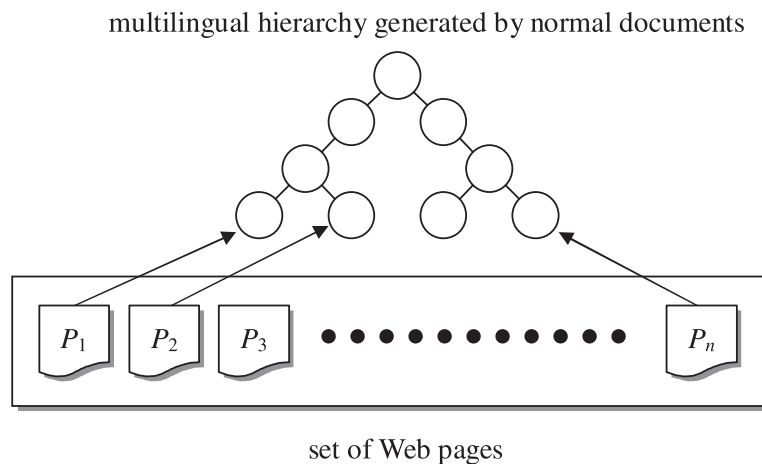 multilingual hierarchy generated by normal documents
P1 P2 P3 Pn
set of Web pages